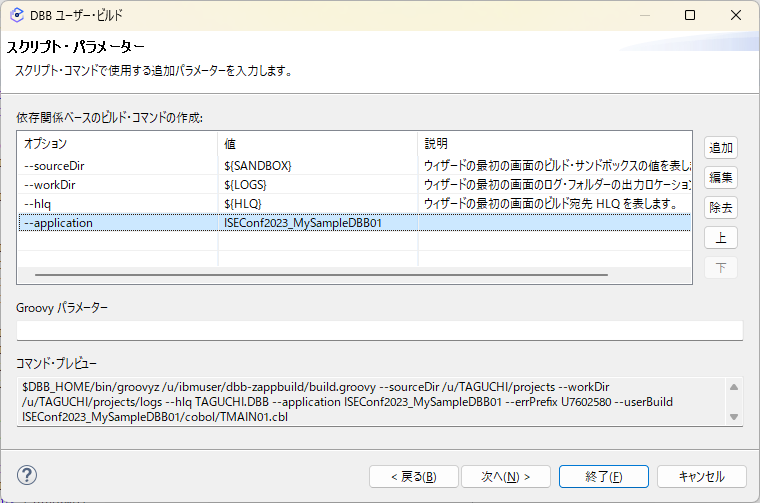 DBB ユーザー・ビルド
スクリプト・パラメーター
スクリプト・コマンドで使用する追加パラメーターを入力します。
依存関係ベースのビルド・コマンドの作成:
オプション 値 説明
--sourceDir ${SANDBOX} ウィザードの最初の画面のビルド・サンドボックスの値を表しま
--workDir ${LOGS} ウィザードの最初の画面のログ・フォルダーの出力ロケーション
--hlq ${HLQ} ウィザードの最初の画面のビルド宛先 HLQ を表します。
--application ISEConf2023_MySampleDBB01
追加
編集
除去
上
下
Groovy パラメーター
コマンド・プレビュー
$DBB_HOME/bin/groovyz /u/ibmuser/dbb-zappbuild/build.groovy --sourceDir /u/TAGUCHI/projects --workDir
/u/TAGUCHI/projects/logs --hlq TAGUCHI.DBB --application ISEConf2023_MySampleDBB01 --errPrefix U7602580 --userBuild
ISEConf2023_MySampleDBB01/cobol/TMAIN01.cbl
?
< 戻る(B) 次へ(N) > 終了(F) キャンセル